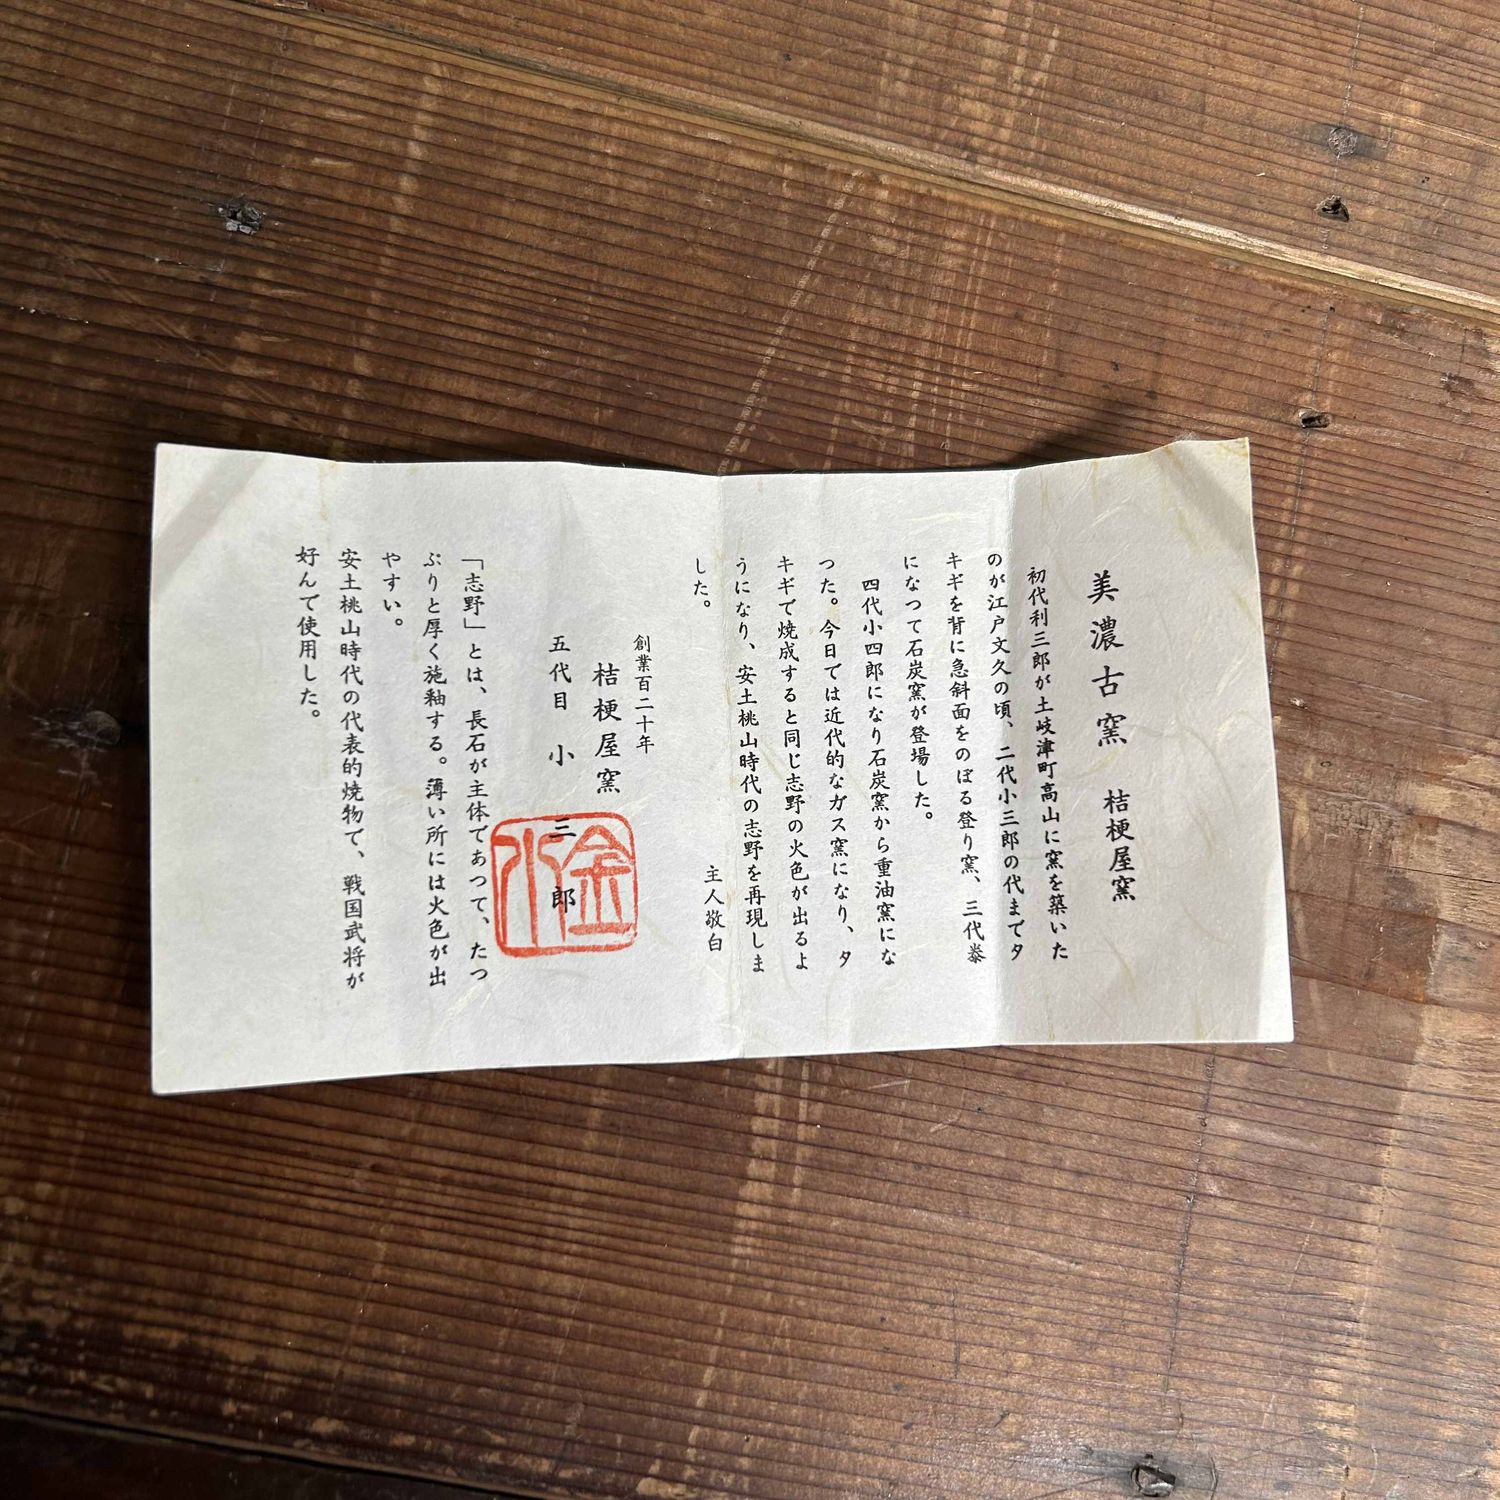 美濃古窯　桔梗屋窯
初代利三郎が土岐津町高山に窯を築いた
のが江戸文久の頃、二代小三郎の代までタ
キギを背に急斜面をのぼる登り窯、三代泰
になつて石炭窯が登場した。
四代小四郎になり石炭窯から重油窯にな
つた。今日では近代的なガス窯になり、タ
キギで焼成すると同じ志野の火色が出るよ
うになり、安土桃山時代の志野を再現しま
した。
主人敬白
創業百二十年
桔梗屋窯
五代目　小三郎
「志野」とは、長石が主体であつて、たつ
ぷりと厚く施釉する。薄い所には火色が出
やすい。
安土桃山時代の代表的焼物で、戦国武将が
好んで使用した。